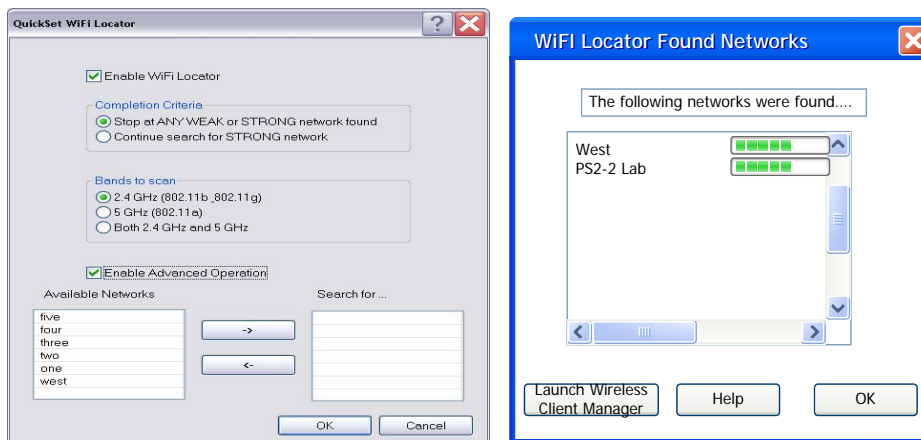 QuickSet WiFi Locator
Enable WiFi Locator
Completion Criteria
Stop at ANY WEAK or STRONG network found
Continue search for STRONG network
Bands to scan
2.4 GHz (802.11b ,802.11g)
5 GHz (802.11a)
Both 2.4 GHz and 5 GHz
Enable Advanced Operation
Available Networks
Search for ...
five
four
three
two
one
west
->
<-
OK
Cancel
WiFI Locator Found Networks
The following networks were found....
West
PS2-2 Lab
Launch Wireless
Client Manager
Help
OK